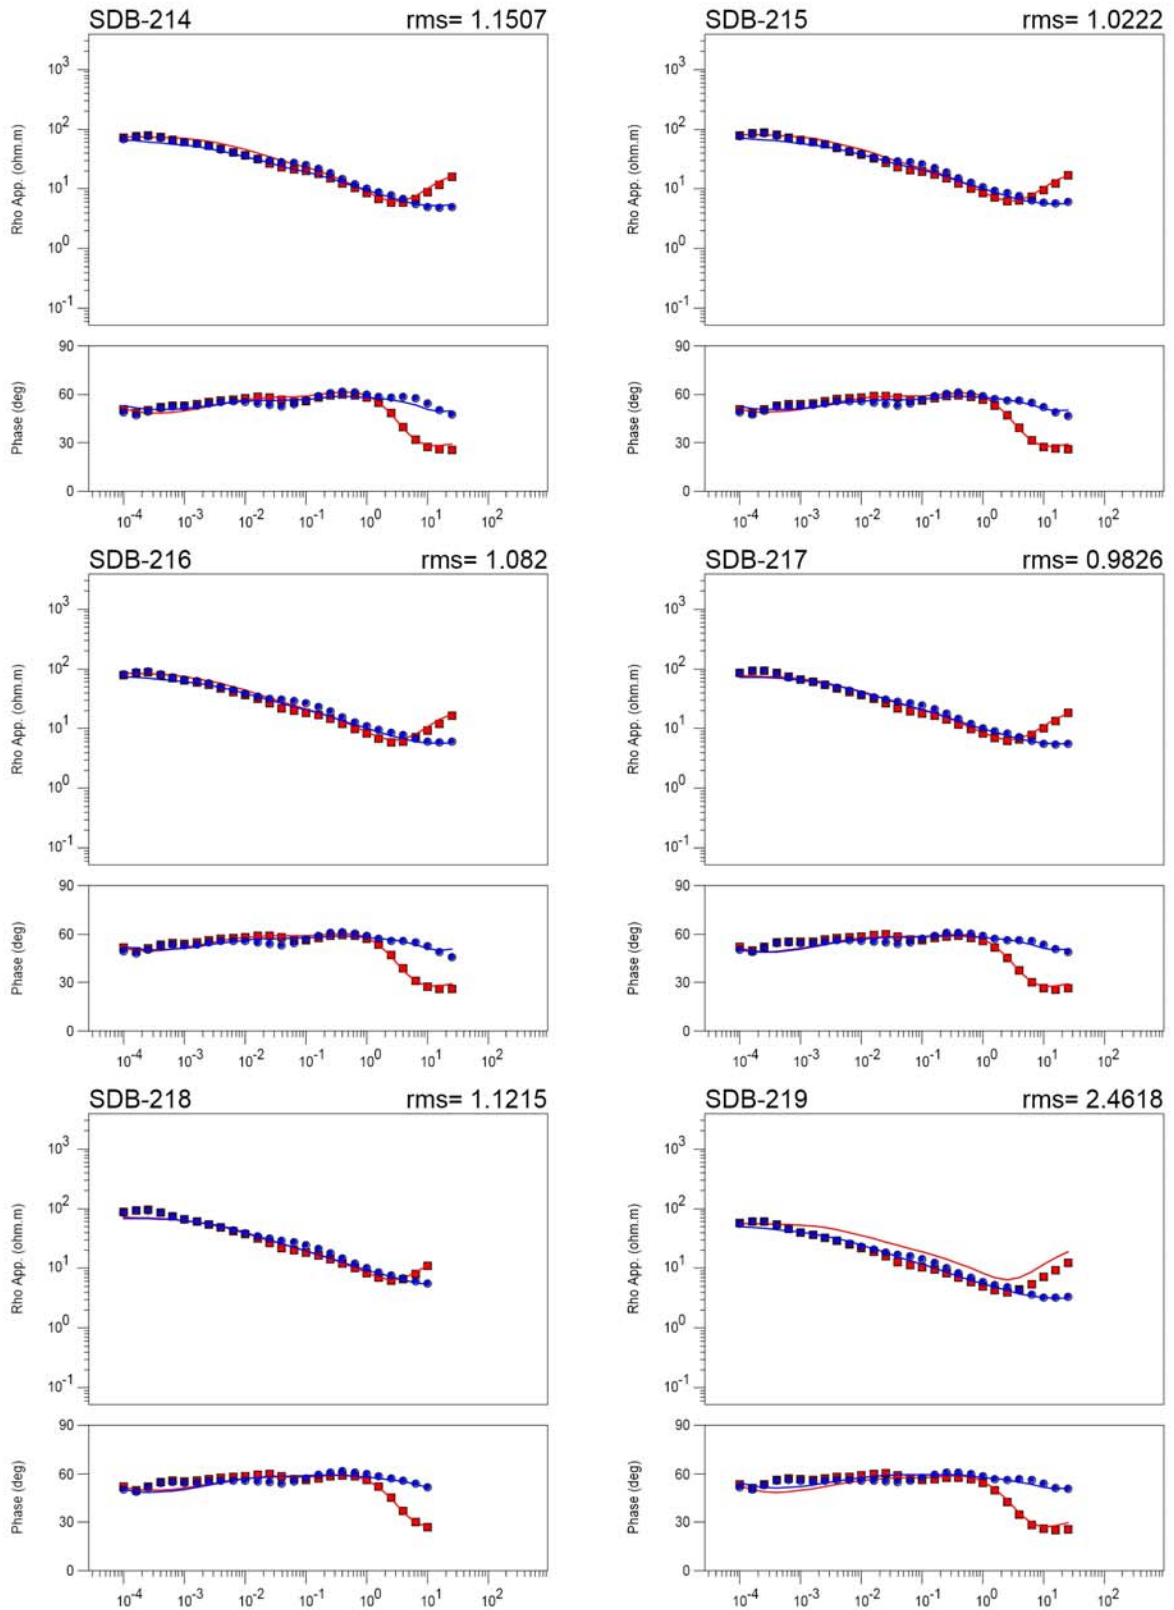 SDB-214 rms= 1.1507
10³
10²
10¹
10⁰
10⁻¹
Rho App. (ohm.m)
90
60
30
0
Phase (deg)
10⁻⁴ 10⁻³ 10⁻² 10⁻¹ 10⁰ 10¹ 10²
SDB-215 rms= 1.0222
10³
10²
10¹
10⁰
10⁻¹
Rho App. (ohm.m)
90
60
30
0
Phase (deg)
10⁻⁴ 10⁻³ 10⁻² 10⁻¹ 10⁰ 10¹ 10²
SDB-216 rms= 1.082
10³
10²
10¹
10⁰
10⁻¹
Rho App. (ohm.m)
90
60
30
0
Phase (deg)
10⁻⁴ 10⁻³ 10⁻² 10⁻¹ 10⁰ 10¹ 10²
SDB-217 rms= 0.9826
10³
10²
10¹
10⁰
10⁻¹
Rho App. (ohm.m)
90
60
30
0
Phase (deg)
10⁻⁴ 10⁻³ 10⁻² 10⁻¹ 10⁰ 10¹ 10²
SDB-218 rms= 1.1215
10³
10²
10¹
10⁰
10⁻¹
Rho App. (ohm.m)
90
60
30
0
Phase (deg)
10⁻⁴ 10⁻³ 10⁻² 10⁻¹ 10⁰ 10¹ 10²
SDB-219 rms= 2.4618
10³
10²
10¹
10⁰
10⁻¹
Rho App. (ohm.m)
90
60
30
0
Phase (deg)
10⁻⁴ 10⁻³ 10⁻² 10⁻¹ 10⁰ 10¹ 10²